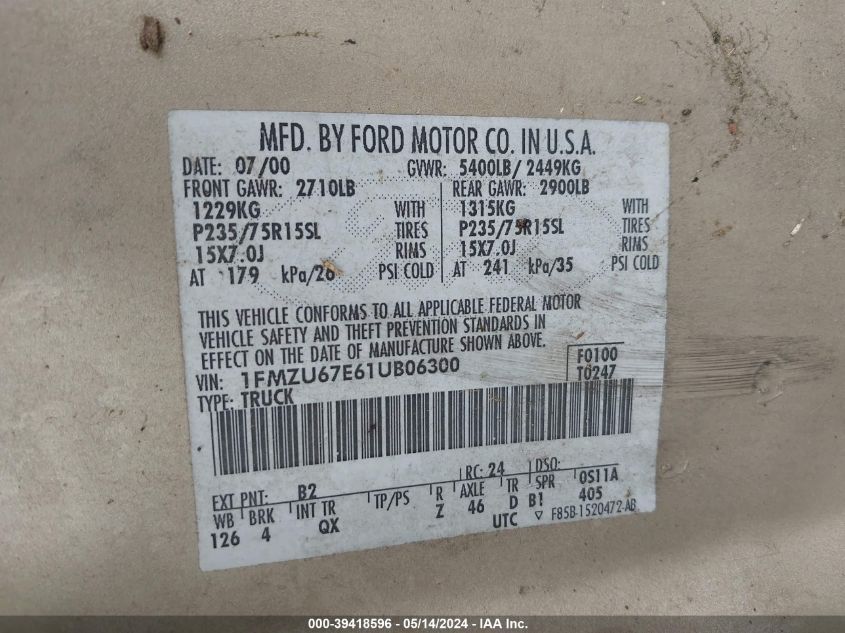 MFD. BY FORD MOTOR CO. IN U.S.A.
DATE: 07/00 GVWR: 5400LB/ 2449KG
FRONT GAWR: 2710LB REAR GAWR: 2900LB
1229KG WITH 1315KG WITH
P235/75R15SL TIRES P235/75R15SL TIRES
15X7.0J RIMS 15X7.0J RIMS
AT 179 kPa/26 PSI COLD AT 241 kPa/35 PSI COLD
THIS VEHICLE CONFORMS TO ALL APPLICABLE FEDERAL MOTOR
VEHICLE SAFETY AND THEFT PREVENTION STANDARDS IN
EFFECT ON THE DATE OF MANUFACTURE SHOWN ABOVE.
VIN: 1FMZU67E61UB06300 F0100
TYPE: TRUCK T0247
EXT PNT: B2 RC: 24 DSO:
WB BRK INT TR TP/PS R AXLE TR SPR 0S11A
126 4 QX Z 46 D B1 405
UTC ▽ F85B-1520472-AB
000-39418596 - 05/14/2024 - IAA Inc.